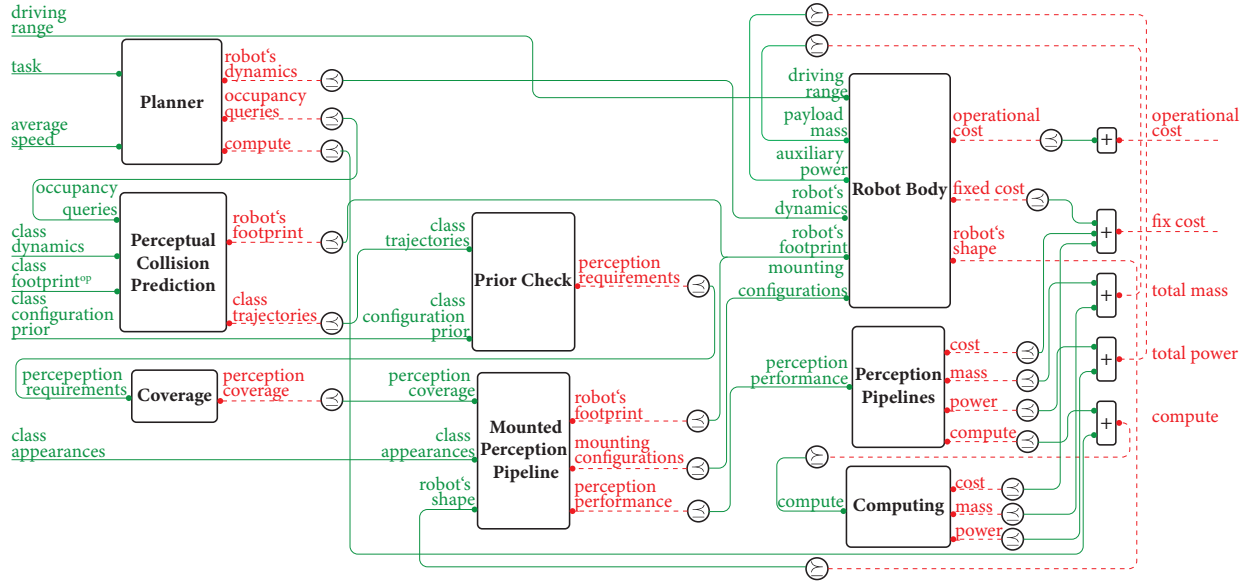 driving
range
task
average
speed
Planner
robot's
dynamics
occupancy
queries
compute
occupancy
queries
class
dynamics
class
footprint^op
class
configuration
prior
Perceptual
Collision
Prediction
robot's
footprint
class
trajectories
class
trajectories
class
configuration
prior
Prior Check
perception
requirements
percepeption
requirements
Coverage
perception
coverage
perception
coverage
class
appearances
class
appearances
robot's
shape
Mounted
Perception
Pipeline
robot's
footprint
mounting
configurations
perception
performance
driving
range
payload
mass
auxiliary
power
robot's
dynamics
robot's
footprint
mounting
configurations
Robot Body
operational
cost
fixed cost
robot's
shape
perception
performance
Perception
Pipelines
cost
mass
power
compute
compute
Computing
cost
mass
power
+
operational
cost
+
fix cost
+
total mass
+
total power
+
compute